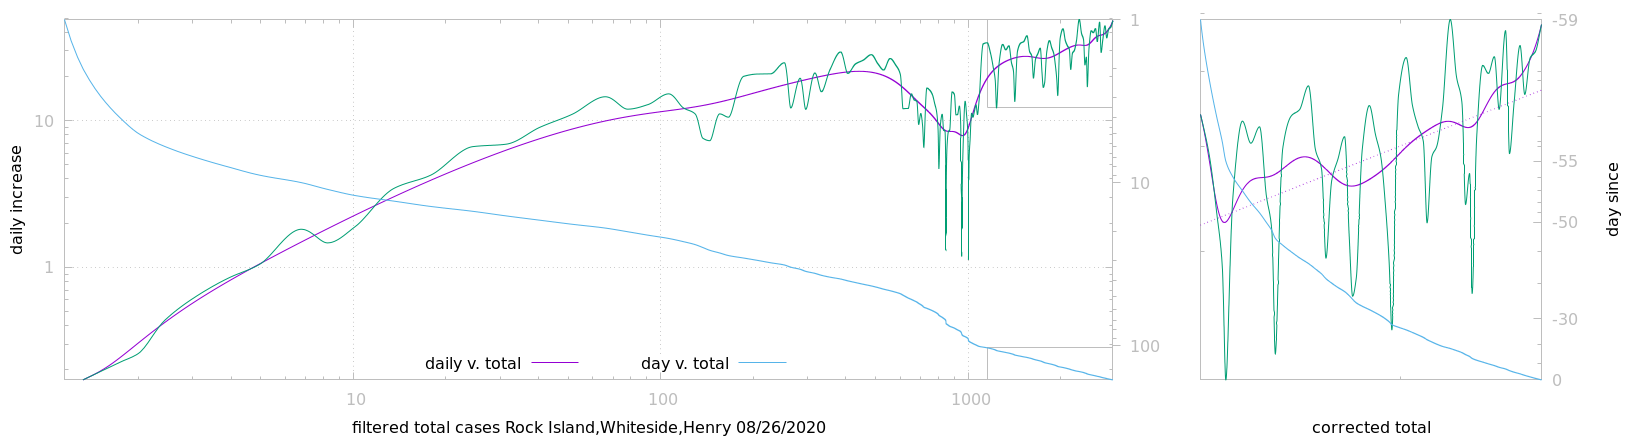 1
-59
10
daily increase
-55
10
day since
-50
1
-30
100
daily v. total
day v. total
0
10
100
1000
filtered total cases Rock Island,Whiteside,Henry 08/26/2020
corrected total